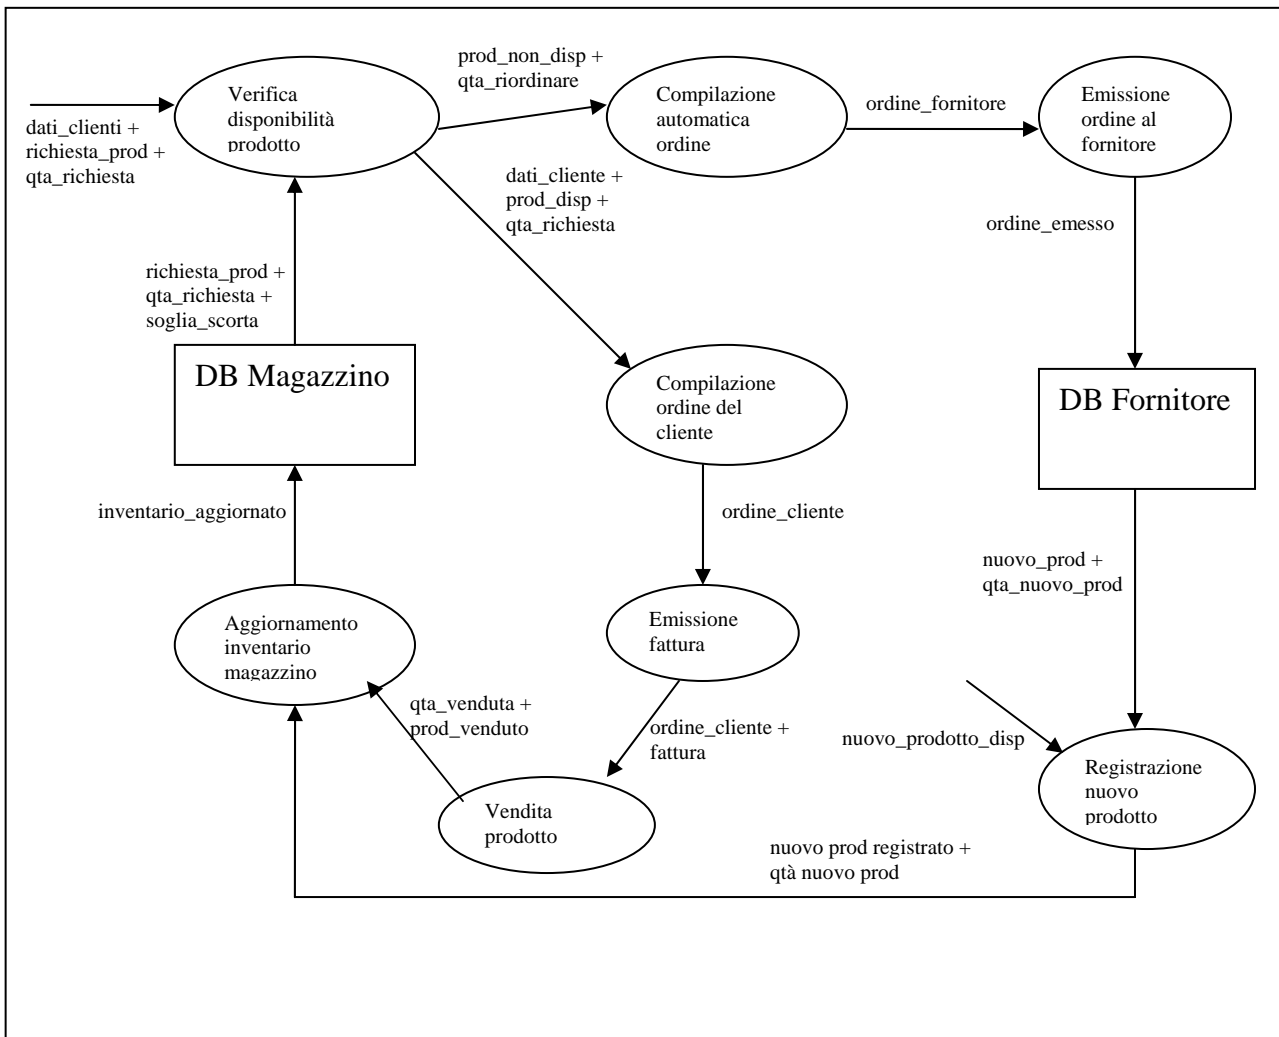 prod_non_disp +
qta_riordinare
Verifica
disponibilità
prodotto
Compilazione
automatica
ordine
ordine_fornitore
Emissione
ordine al
fornitore
dati_clienti +
richiesta_prod +
qta_richiesta
dati_cliente +
prod_disp +
qta_richiesta
ordine_emesso
richiesta_prod +
qta_richiesta +
soglia_scorta
DB Magazzino
Compilazione
ordine del
cliente
DB Fornitore
inventario_aggiornato
ordine_cliente
nuovo_prod +
qta_nuovo_prod
Aggiornamento
inventario
magazzino
Emissione
fattura
qta_venduta +
prod_venduto
ordine_cliente +
fattura
nuovo_prodotto_disp
Registrazione
nuovo
prodotto
Vendita
prodotto
nuovo prod registrato +
qtà nuovo prod